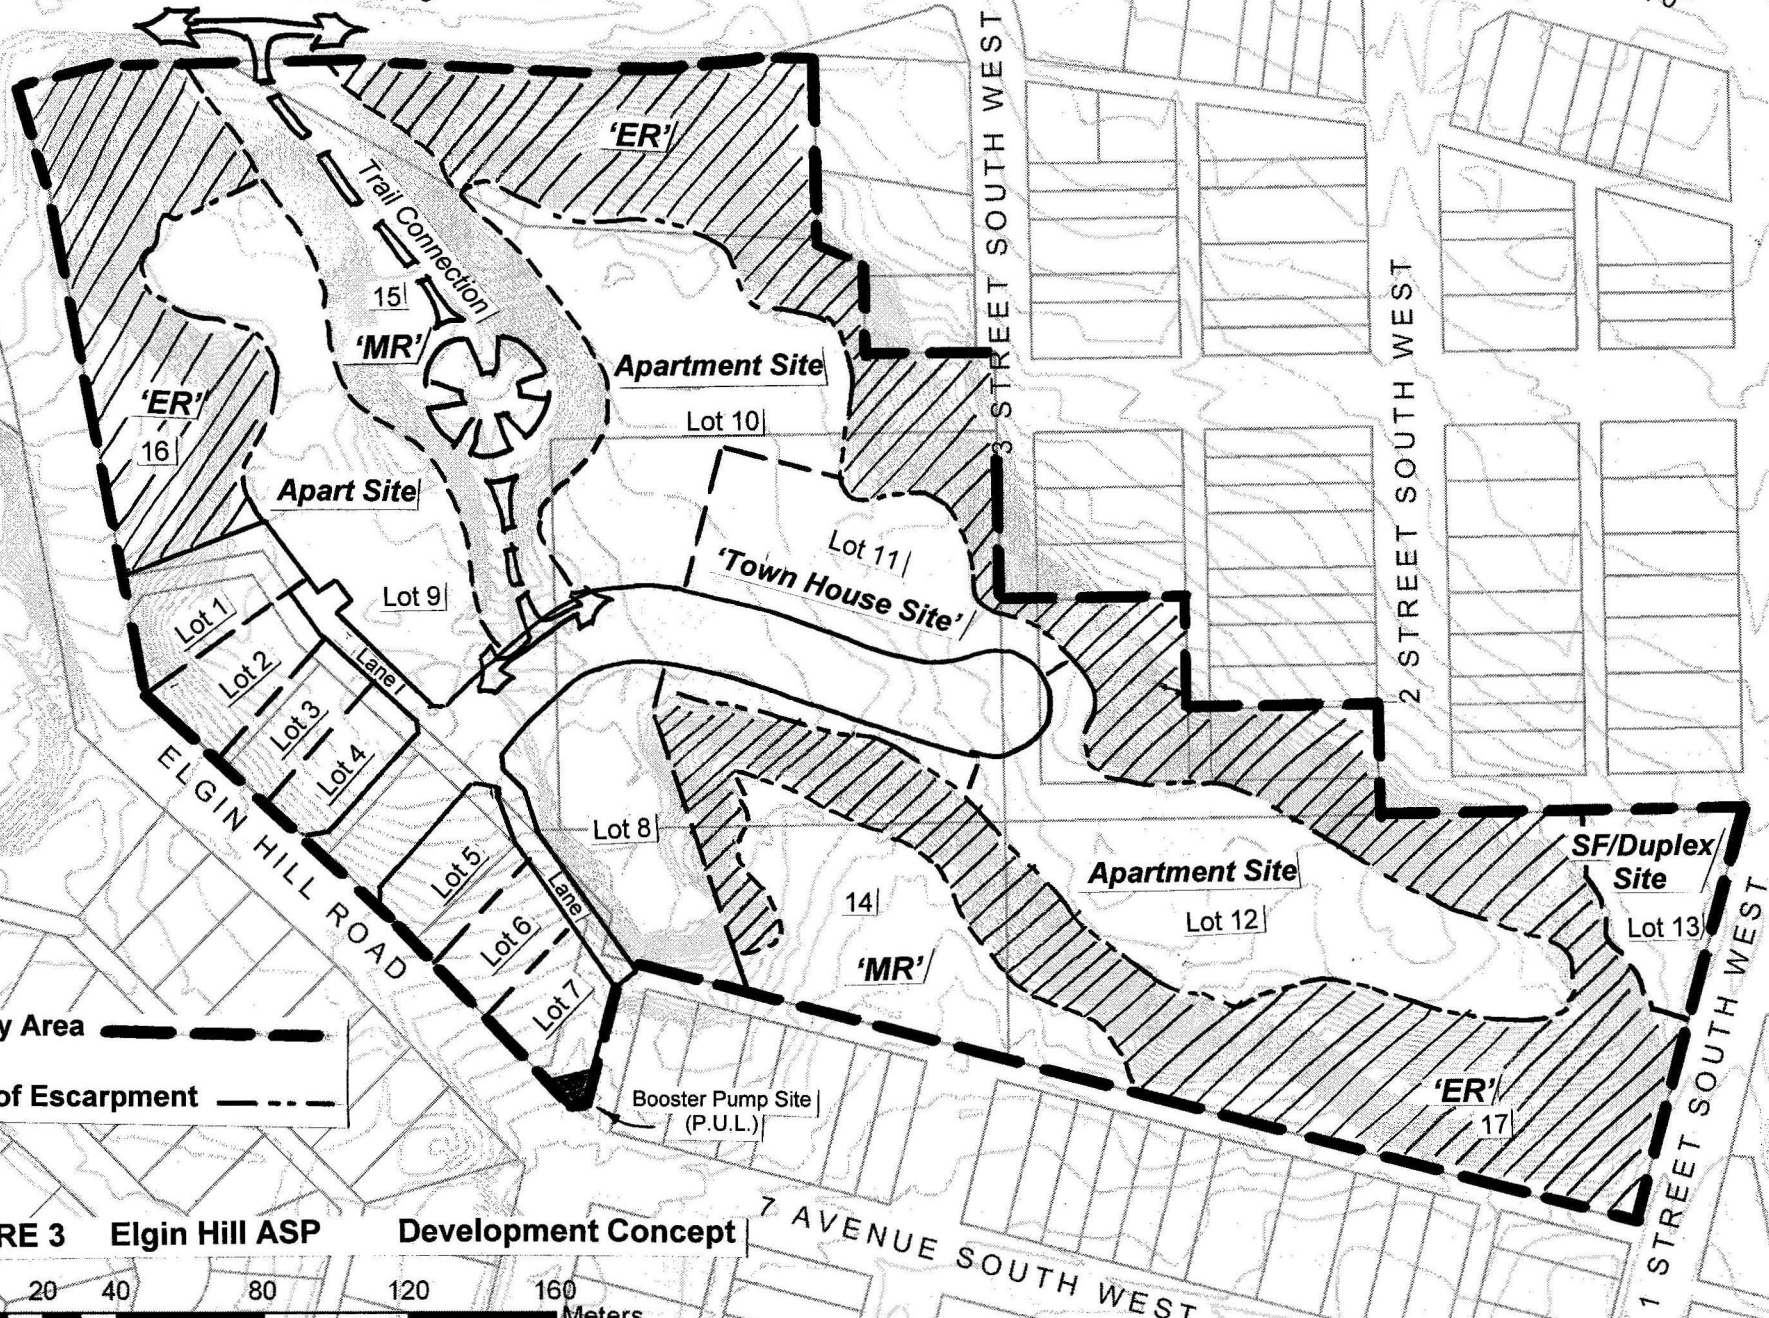 'ER'
Trail Connection
15
'MR'
3 STREET SOUTH WEST
2 STREET SOUTH WEST
Apartment Site
Lot 10
'ER'
16
Apart Site
Lot 9
Lot 11
'Town House Site'
Lot 1
Lot 2
Lot 3
Lot 4
Lane
ELGIN HILL ROAD
Lot 5
Lot 6
Lot 7
Lane
Lot 8
14
'MR'
Apartment Site
Lot 12
SF/Duplex
Site
Lot 13
'ER'
17
1 STREET SOUTH WEST
y Area
of Escarpment
Booster Pump Site
(P.U.L.)
7 AVENUE SOUTH WEST
RE 3 Elgin Hill ASP Development Concept
20 40 80 120 160
Meters